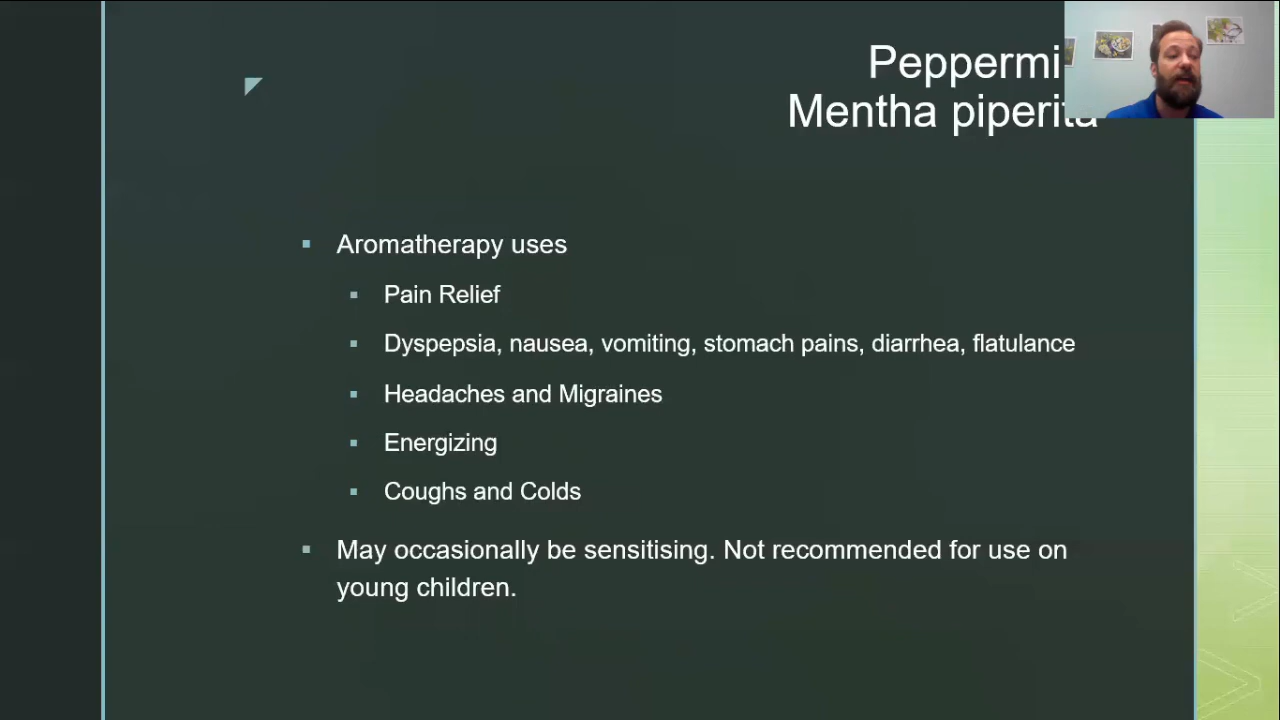 Peppermi
Mentha piperita
Aromatherapy uses
Pain Relief
Dyspepsia, nausea, vomiting, stomach pains, diarrhea, flatulance
Headaches and Migraines
Energizing
Coughs and Colds
May occasionally be sensitising. Not recommended for use on
young children.